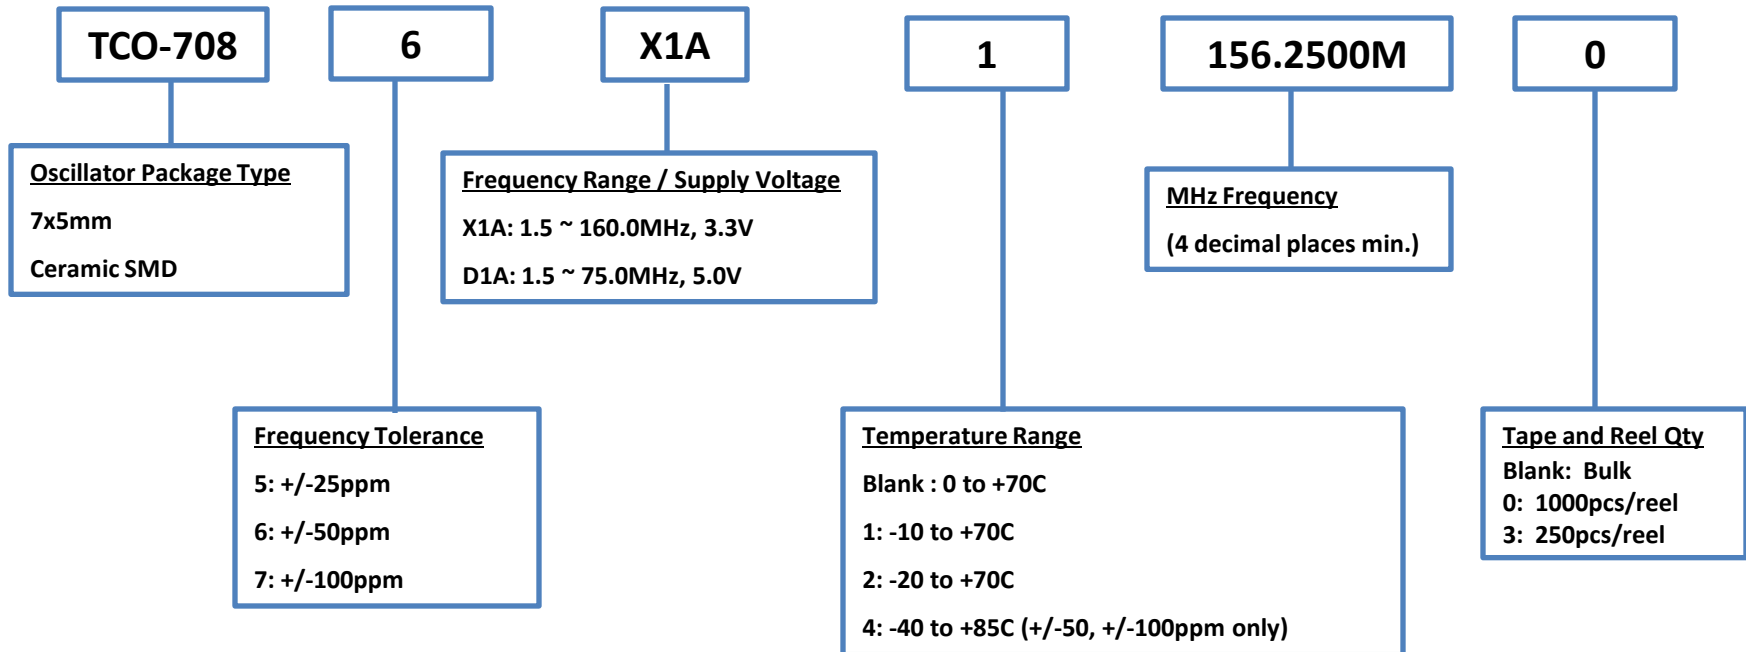 TCO-708
6
X1A
1
156.2500M
0
Oscillator Package Type
7x5mm
Ceramic SMD
Frequency Range / Supply Voltage
X1A: 1.5 ~ 160.0MHz, 3.3V
D1A: 1.5 ~ 75.0MHz, 5.0V
MHz Frequency
(4 decimal places min.)
Frequency Tolerance
5: +/-25ppm
6: +/-50ppm
7: +/-100ppm
Temperature Range
Blank : 0 to +70C
1: -10 to +70C
2: -20 to +70C
4: -40 to +85C (+/-50, +/-100ppm only)
Tape and Reel Qty
Blank:  Bulk
0:  1000pcs/reel
3:  250pcs/reel